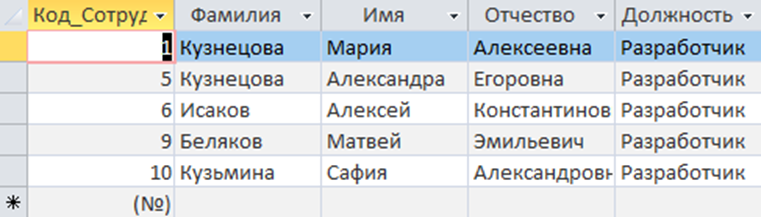 Код_Сотруд Фамилия Имя Отчество Должность
1 Кузнецова Мария Алексеевна Разработчик
5 Кузнецова Александра Егоровна Разработчик
6 Исаков Алексей Константинов Разработчик
9 Беляков Матвей Эмильевич Разработчик
10 Кузьмина Сафия Александровн Разработчик
(№)